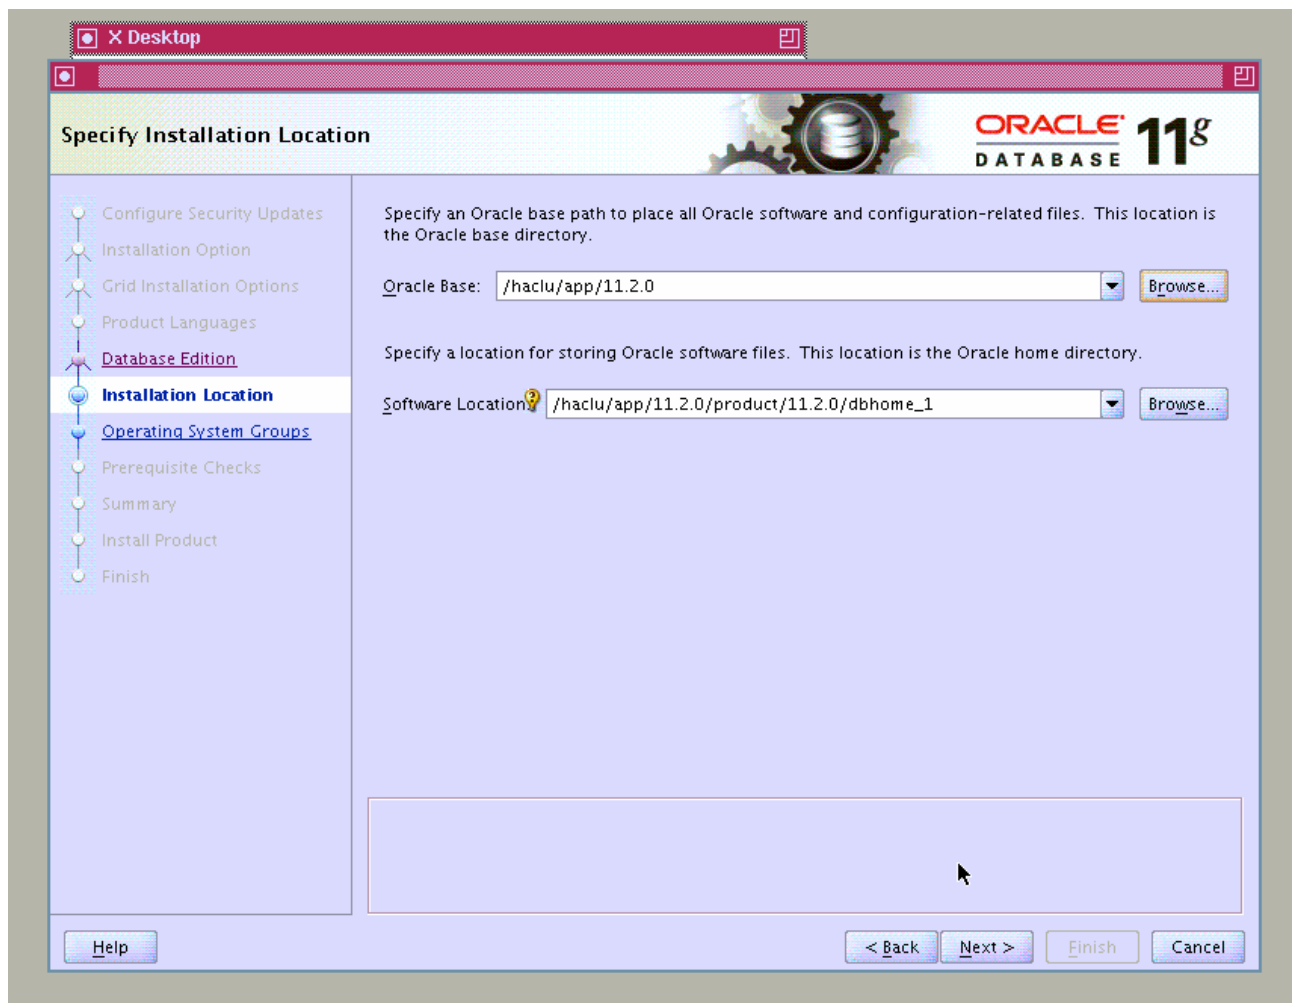 X Desktop
Specify Installation Location
ORACLE
DATABASE
11g
Configure Security Updates
Installation Option
Grid Installation Options
Product Languages
Database Edition
Installation Location
Operating System Groups
Prerequisite Checks
Summary
Install Product
Finish
Specify an Oracle base path to place all Oracle software and configuration-related files. This location is
the Oracle base directory.
Oracle Base: /haclu/app/11.2.0 Browse...
Specify a location for storing Oracle software files. This location is the Oracle home directory.
Software Location: /haclu/app/11.2.0/product/11.2.0/dbhome_1 Browse...
Help < Back Next > Finish Cancel